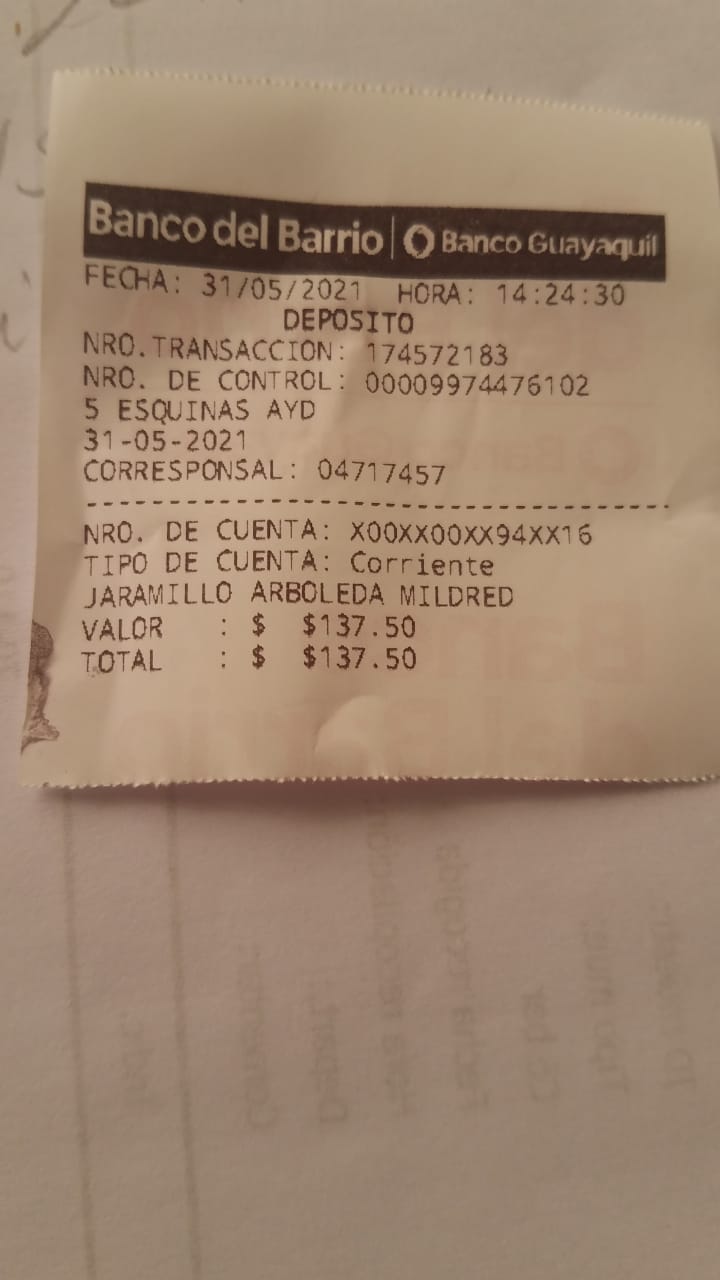 Banco del Barrio | Banco Guayaquil
FECHA: 31/05/2021 HORA: 14:24:30
DEPOSITO
NRO.TRANSACCION: 174572183
NRO. DE CONTROL: 00009974476102
5 ESQUINAS AYD
31-05-2021
CORRESPONSAL: 04717457
NRO. DE CUENTA: X00XX00XX94XX16
TIPO DE CUENTA: Corriente
JARAMILLO ARBOLEDA MILDRED
VALOR : $ $137.50
TOTAL : $ $137.50